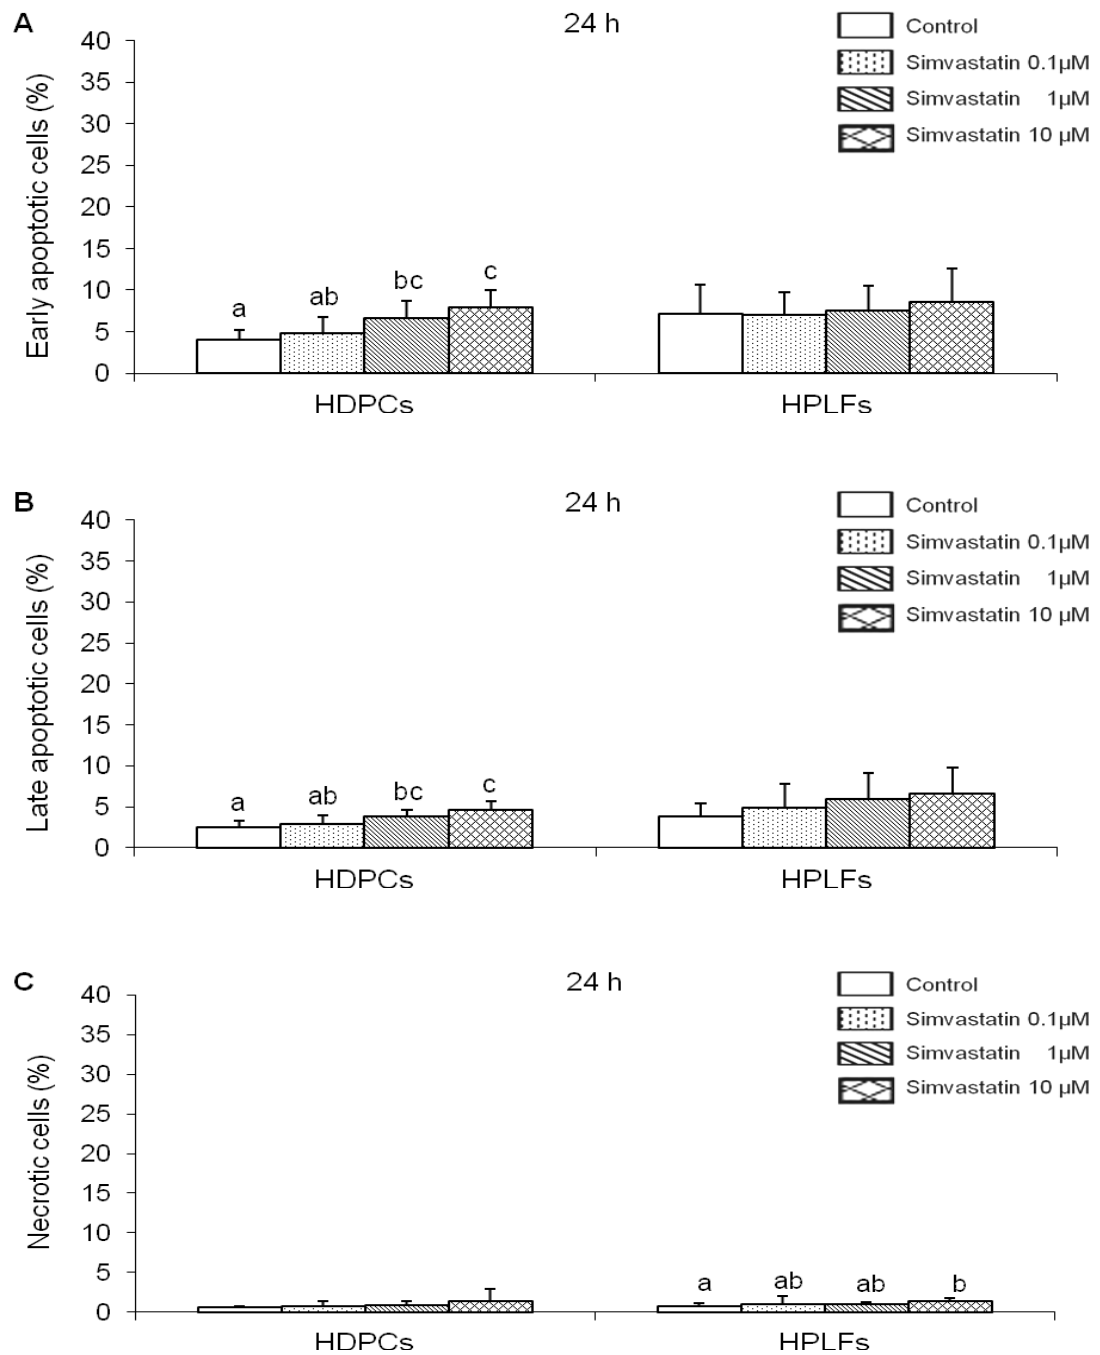 A
24 h
Control
Simvastatin 0.1µM
Simvastatin 1µM
Simvastatin 10 µM
Early apoptotic cells (%)
40
35
30
25
20
15
10
5
0
a
ab
bc
c
HDPCs
HPLFs
B
24 h
Control
Simvastatin 0.1µM
Simvastatin 1µM
Simvastatin 10 µM
Late apoptotic cells (%)
40
35
30
25
20
15
10
5
0
a
ab
bc
c
HDPCs
HPLFs
C
24 h
Control
Simvastatin 0.1µM
Simvastatin 1µM
Simvastatin 10 µM
Necrotic cells (%)
40
35
30
25
20
15
10
5
0
a
ab
ab
b
HDPCs
HPLFs